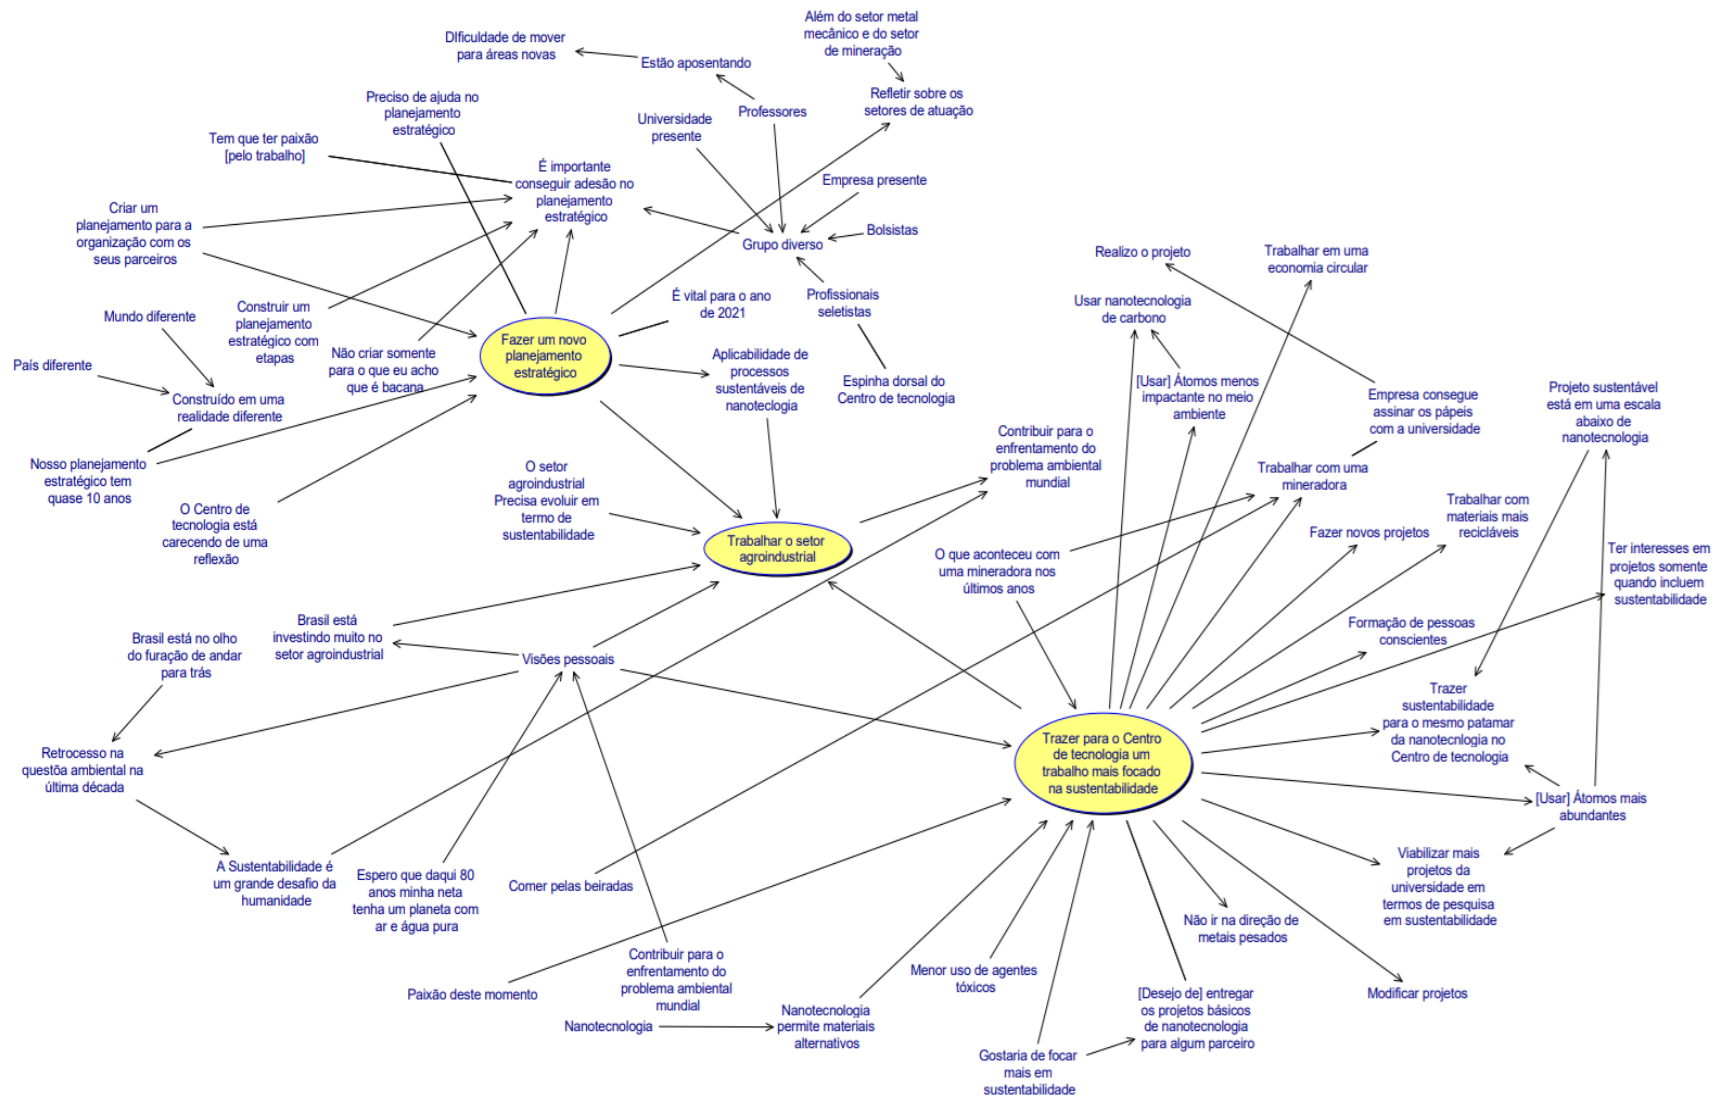 Além do setor metal
mecânico e do setor
de mineração
DIficuldade de mover
para áreas novas
Estão aposentando
Refletir sobre os
setores de atuação
Preciso de ajuda no
planejamento
estratégico
Professores
Universidade
presente
Tem que ter paixão
[pelo trabalho]
É importante
conseguir adesão no
planejamento
estratégico
Empresa presente
Criar um
planejamento para a
organização com os
seus parceiros
Bolsistas
Grupo diverso
Realizo o projeto
Trabalhar em uma
economia circular
Profissionais
seletistas
É vital para o ano
de 2021
Usar nanotecnologia
de carbono
Construir um
planejamento
estratégico com
etapas
Mundo diferente
Fazer um novo
planejamento
estratégico
Não criar somente
para o que eu acho
que é bacana
Aplicabilidade de
processos
sustentáveis de
nanoteclogia
País diferente
Construído em uma
realidade diferente
Espinha dorsal do
Centro de tecnologia
[Usar] Átomos menos
impactante no meio
ambiente
Empresa consegue
assinar os pápeis
com a universidade
Projeto sustentável
está em uma escala
abaixo de
nanotecnologia
Contribuir para o
enfrentamento do
problema ambiental
mundial
Nosso planejamento
estratégico tem
quase 10 anos
O setor
agroindustrial
Precisa evoluir em
termo de
sustentabilidade
Trabalhar com uma
mineradora
O Centro de
tecnologia está
carecendo de uma
reflexão
Trabalhar com
materiais mais
recicláveis
Fazer novos projetos
Trabalhar o setor
agroindustrial
O que aconteceu com
uma mineradora nos
últimos anos
Ter interesses em
projetos somente
quando incluem
sustentabilidade
Brasil está
investindo muito no
setor agroindustrial
Formação de pessoas
conscientes
Brasil está no olho
do furação de andar
para trás
Visões pessoais
Trazer
sustentabilidade
para o mesmo patamar
da nanotecnlogia no
Centro de tecnologia
Trazer para o Centro
de tecnologia um
trabalho mais focado
na sustentabilidade
Retrocesso na
questõa ambiental na
última década
[Usar] Átomos mais
abundantes
A Sustentabilidade é
um grande desafio da
humanidade
Espero que daqui 80
anos minha neta
tenha um planeta com
ar e água pura
Comer pelas beiradas
Viabilizar mais
projetos da
universidade em
termos de pesquisa
em sustentabilidade
Não ir na direção de
metais pesados
Contribuir para o
enfrentamento do
problema ambiental
mundial
Paixão deste momento
Menor uso de agentes
tóxicos
[Desejo de] entregar
os projetos básicos
de nanotecnologia
para algum parceiro
Modificar projetos
Nanotecnologia
Nanotecnologia
permite materiais
alternativos
Gostaria de focar
mais em
sustentabilidade